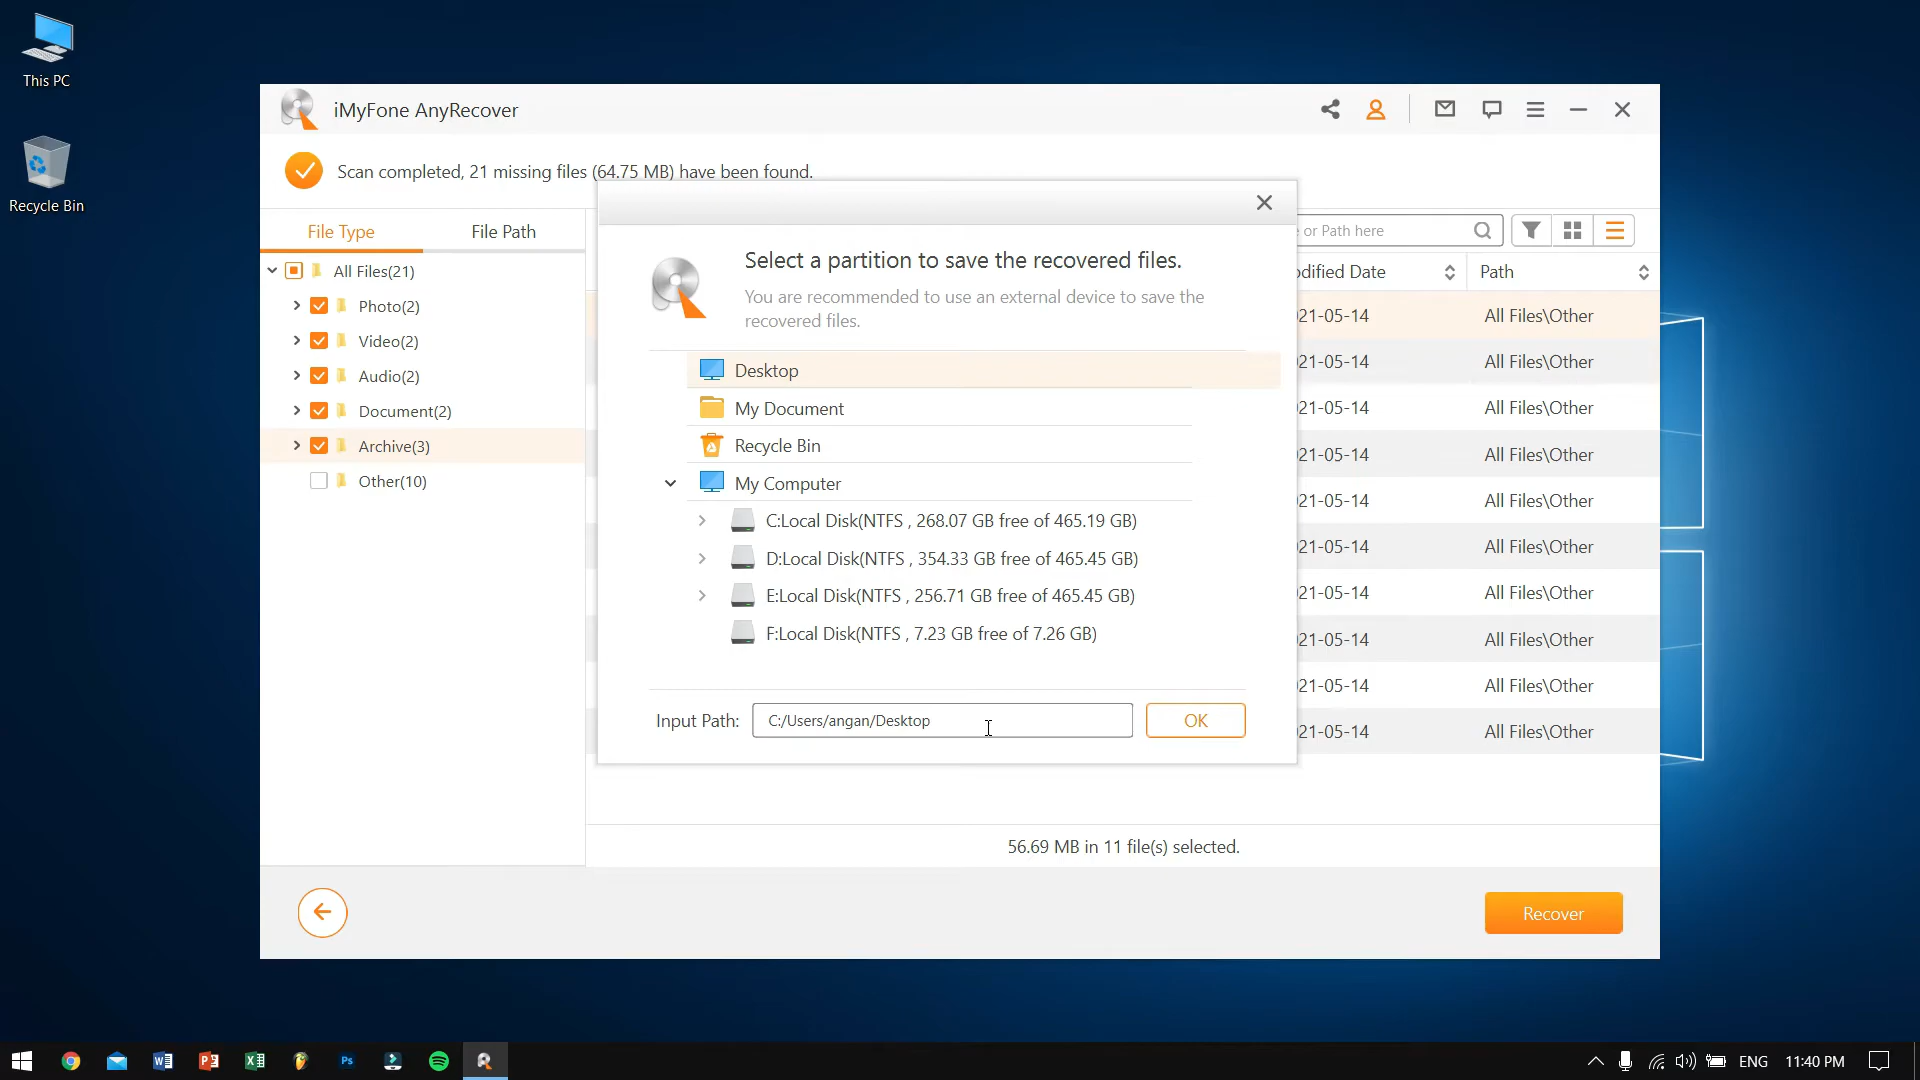 This PC
Recycle Bin
iMyFone AnyRecover
Scan completed, 21 missing files (64.75 MB) have been found.
File Type
File Path
All Files(21)
Photo(2)
Video(2)
Audio(2)
Document(2)
Archive(3)
Other(10)
or Path here
odified Date
Path
21-05-14 All Files\Other
21-05-14 All Files\Other
21-05-14 All Files\Other
21-05-14 All Files\Other
21-05-14 All Files\Other
21-05-14 All Files\Other
21-05-14 All Files\Other
21-05-14 All Files\Other
21-05-14 All Files\Other
21-05-14 All Files\Other
Select a partition to save the recovered files.
You are recommended to use an external device to save the
recovered files.
Desktop
My Document
Recycle Bin
My Computer
C:Local Disk(NTFS , 268.07 GB free of 465.19 GB)
D:Local Disk(NTFS , 354.33 GB free of 465.45 GB)
E:Local Disk(NTFS , 256.71 GB free of 465.45 GB)
F:Local Disk(NTFS , 7.23 GB free of 7.26 GB)
Input Path: C:/Users/angan/Desktop OK
56.69 MB in 11 file(s) selected.
Recover
Ps
ENG 11:40 PM